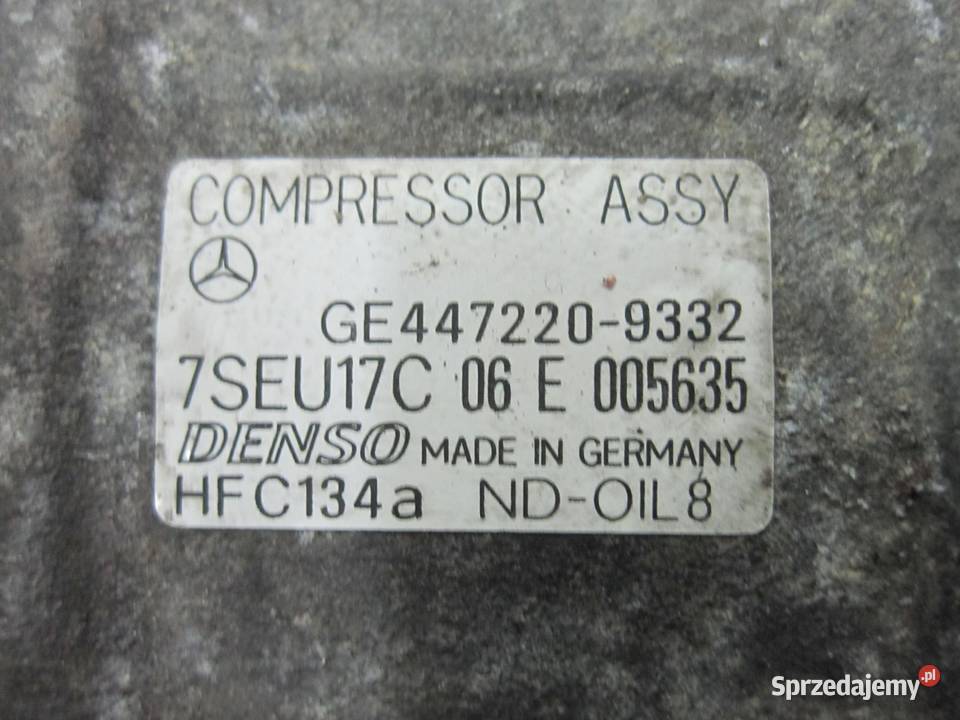 COMPRESSOR ASSY
GE447220-9332
7SEU17C 06 E 005635
DENSO MADE IN GERMANY
HFC134a ND-OIL8
Sprzedajemy.pl